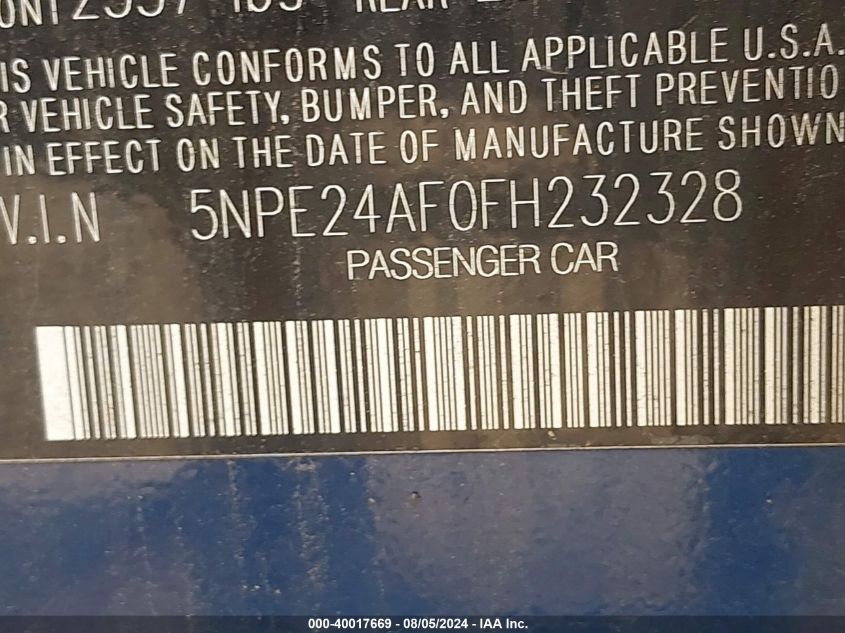 IS VEHICLE CONFORMS TO ALL APPLICABLE U.S.A.
R VEHICLE SAFETY, BUMPER, AND THEFT PREVENTIO
IN EFFECT ON THE DATE OF MANUFACTURE SHOWN
V.I.N 5NPE24AF0FH232328
PASSENGER CAR
000-40017669 - 08/05/2024 - IAA Inc.